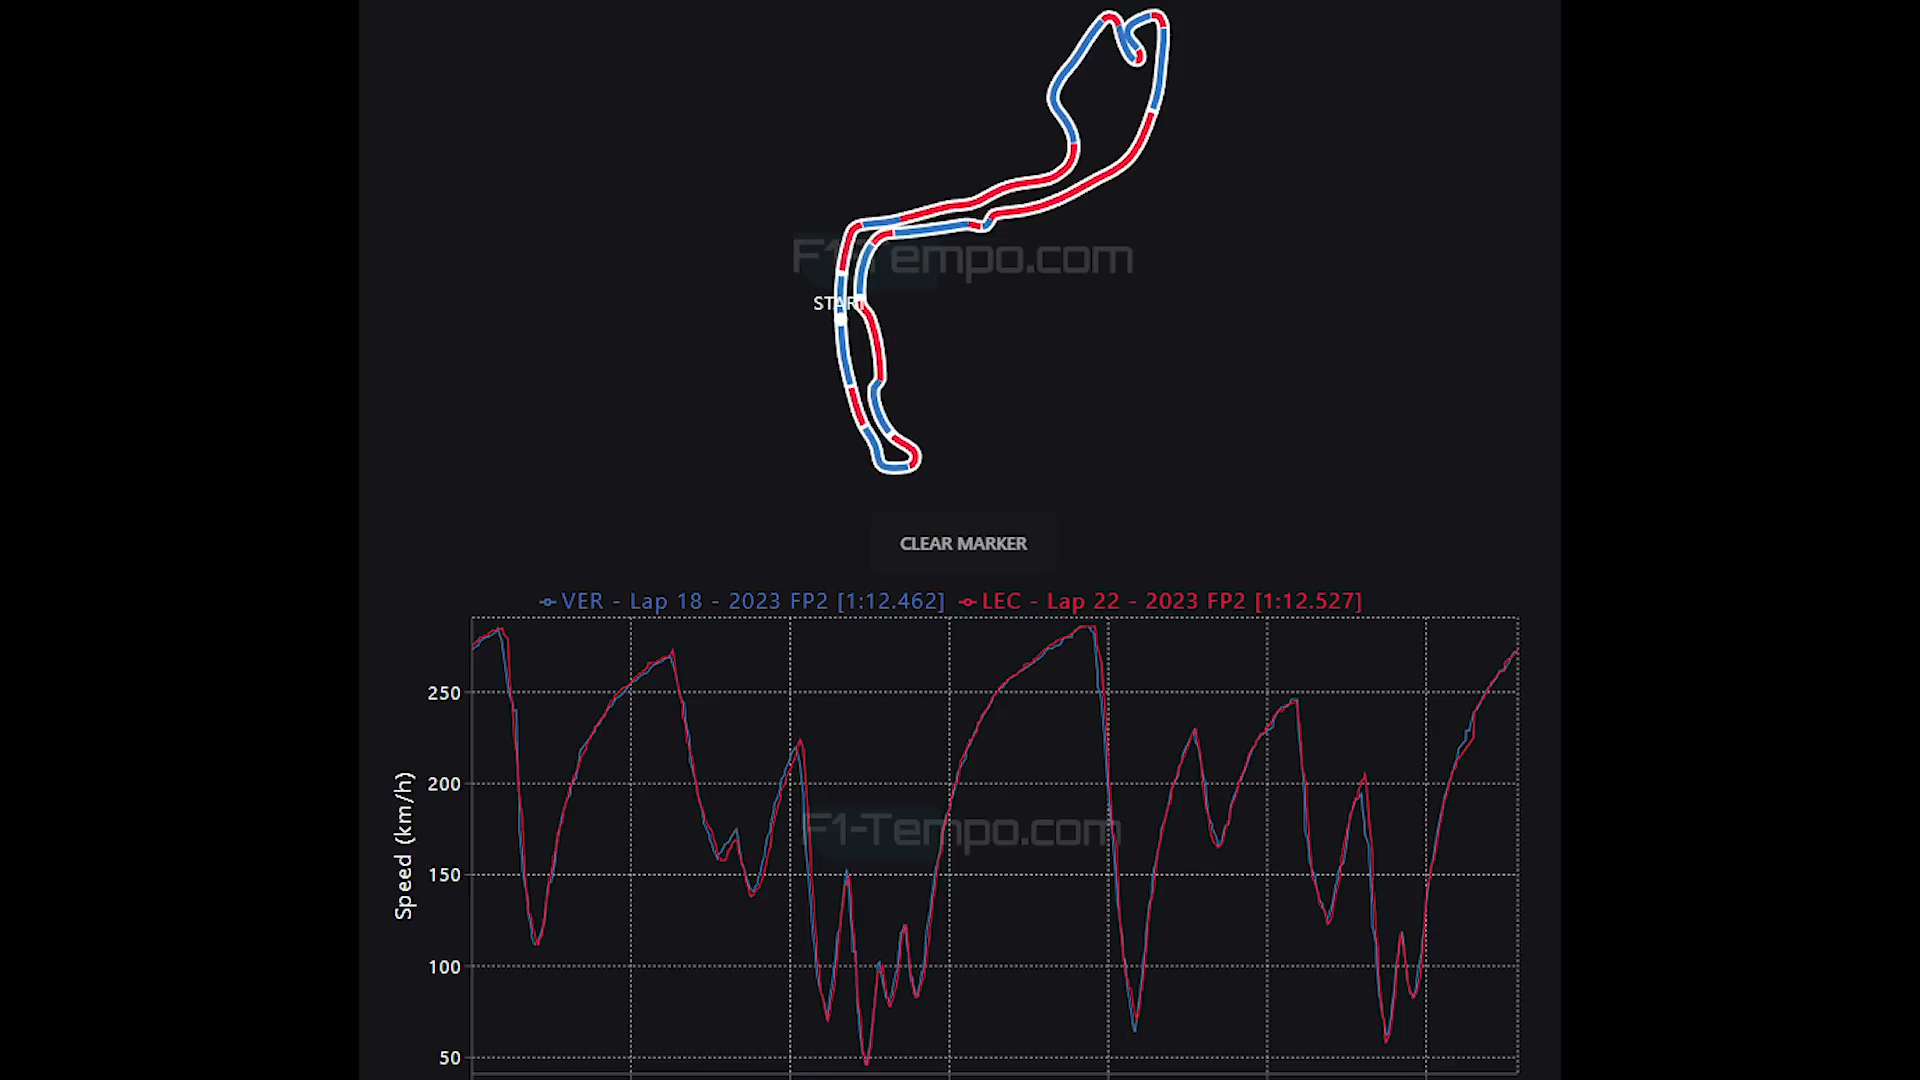 F1-Tempo.com
START
CLEAR MARKER
VER - Lap 18 - 2023 FP2 [1:12.462] LEC - Lap 22 - 2023 FP2 [1:12.527]
250
200
F1-Tempo.com
150
100
50
Speed (km/h)